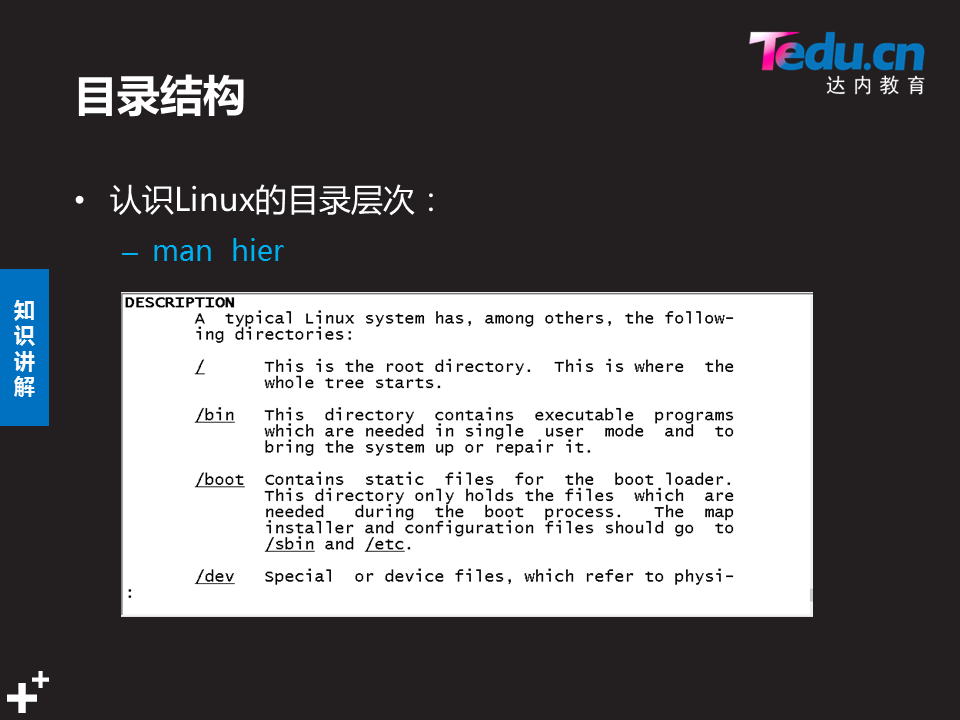 Tedu.cn
达内教育
目录结构
• 认识Linux的目录层次：
– man hier
知识讲解
DESCRIPTION
A typical Linux system has, among others, the follow-
ing directories:
/ This is the root directory. This is where the
whole tree starts.
/bin This directory contains executable programs
which are needed in single user mode and to
bring the system up or repair it.
/boot Contains static files for the boot loader.
This directory only holds the files which are
needed during the boot process. The map
installer and configuration files should go to
/sbin and /etc.
/dev Special or device files, which refer to physi-
: